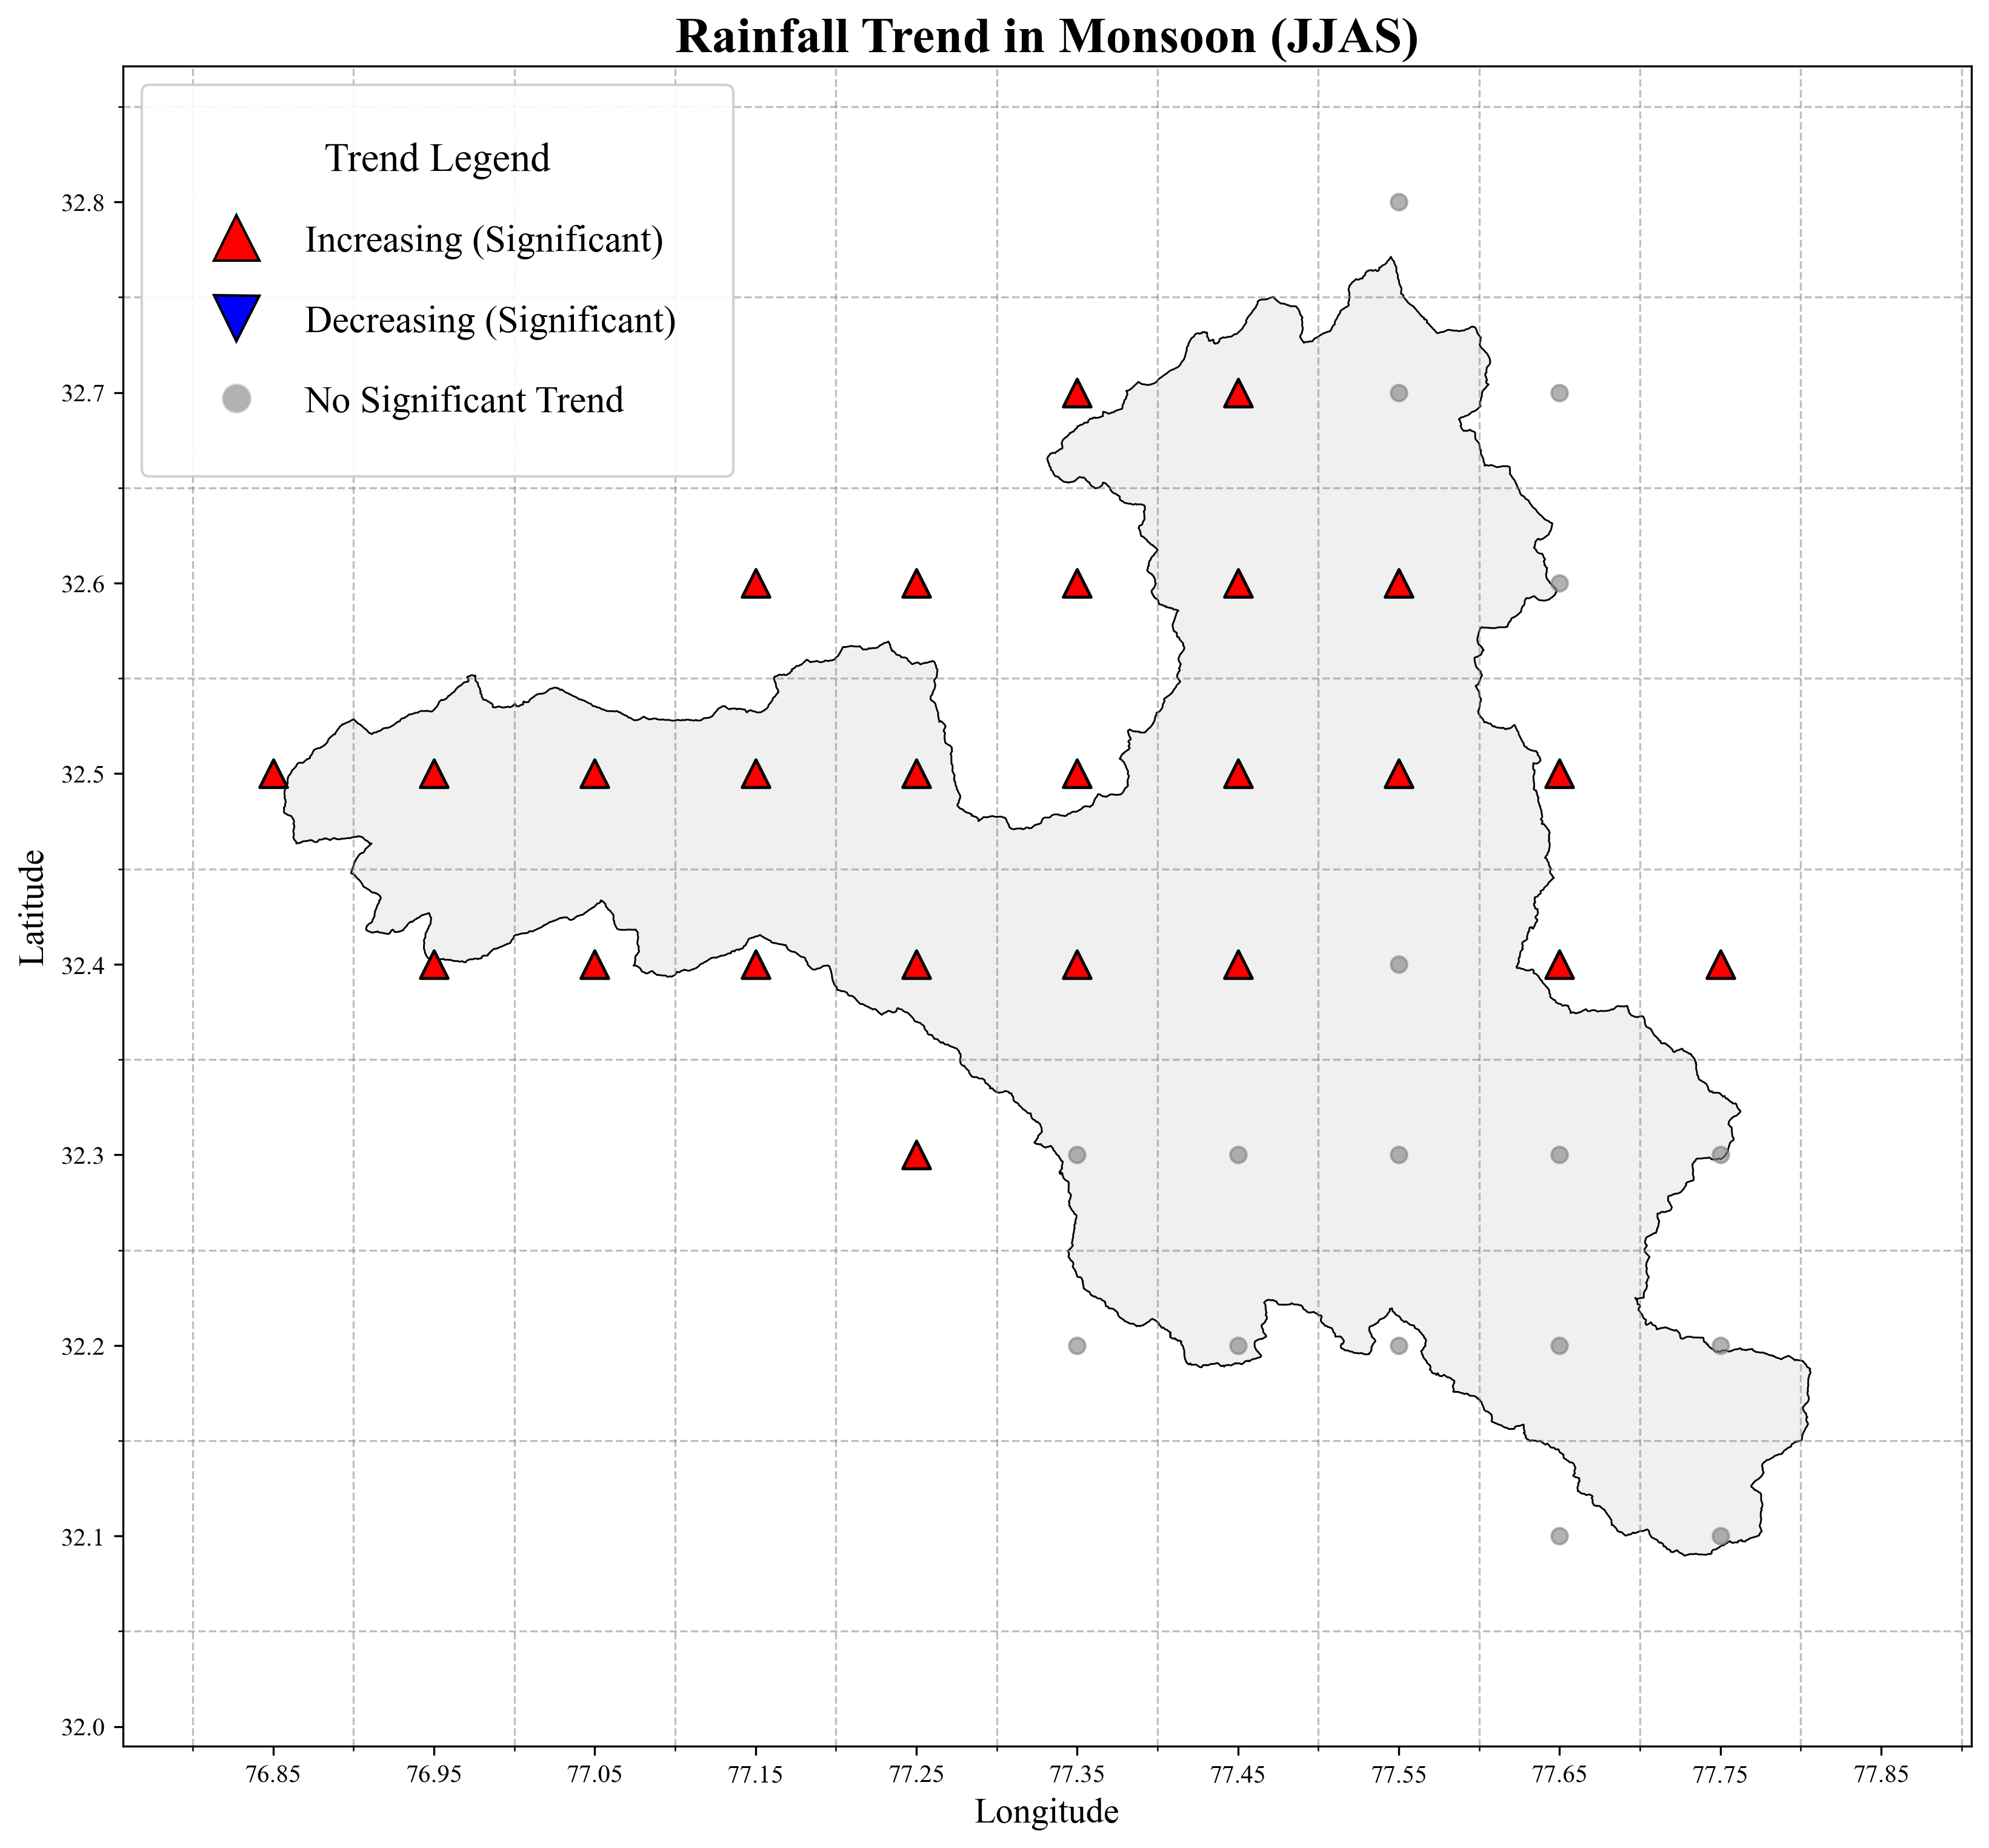 Rainfall Trend in Monsoon (JJAS)
Trend Legend
Increasing (Significant)
Decreasing (Significant)
No Significant Trend
Latitude
32.8
32.7
32.6
32.5
32.4
32.3
32.2
32.1
32.0
76.85 76.95 77.05 77.15 77.25 77.35 77.45 77.55 77.65 77.75 77.85
Longitude